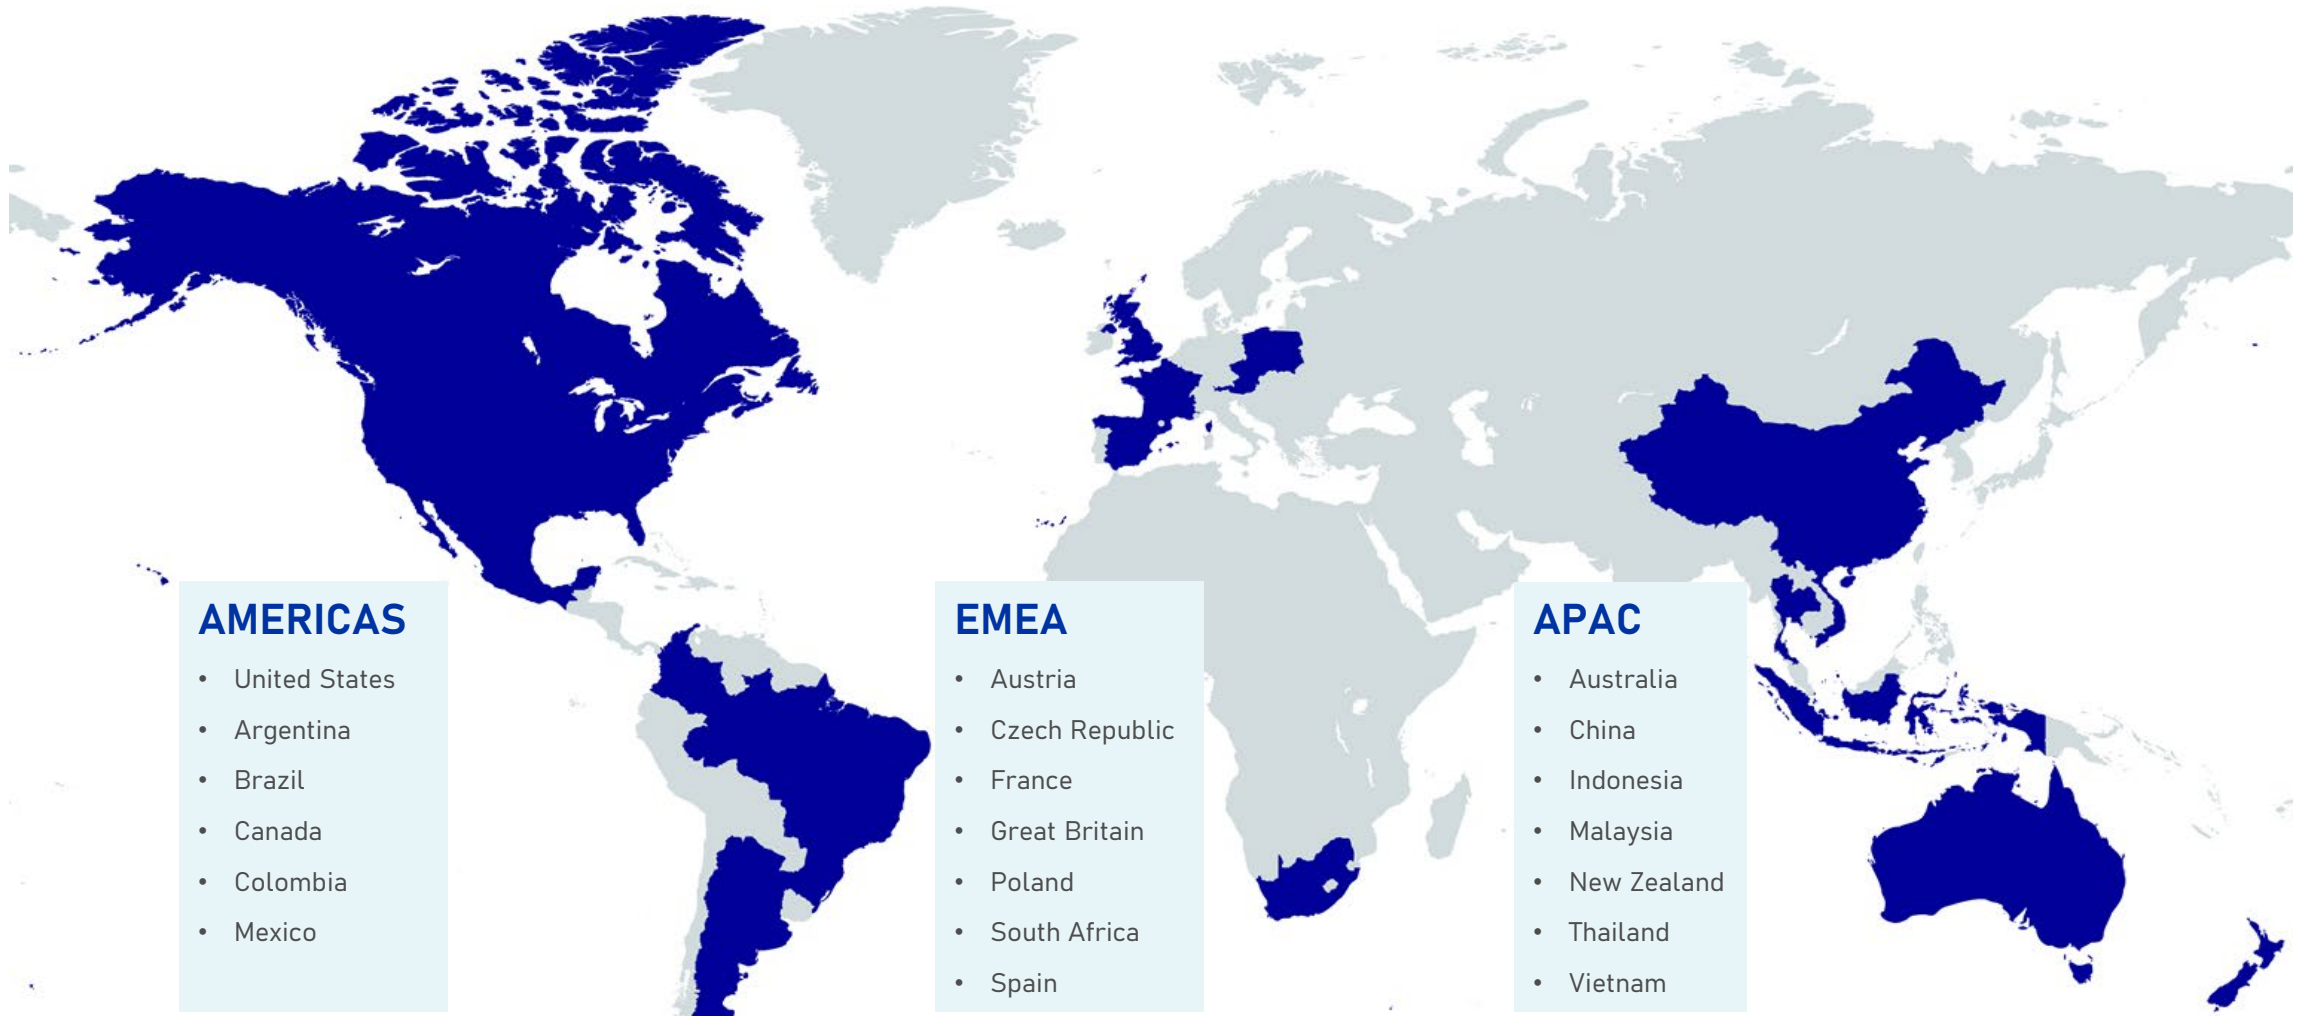 AMERICAS
• United States
• Argentina
• Brazil
• Canada
• Colombia
• Mexico
EMEA
• Austria
• Czech Republic
• France
• Great Britain
• Poland
• South Africa
• Spain
APAC
• Australia
• China
• Indonesia
• Malaysia
• New Zealand
• Thailand
• Vietnam